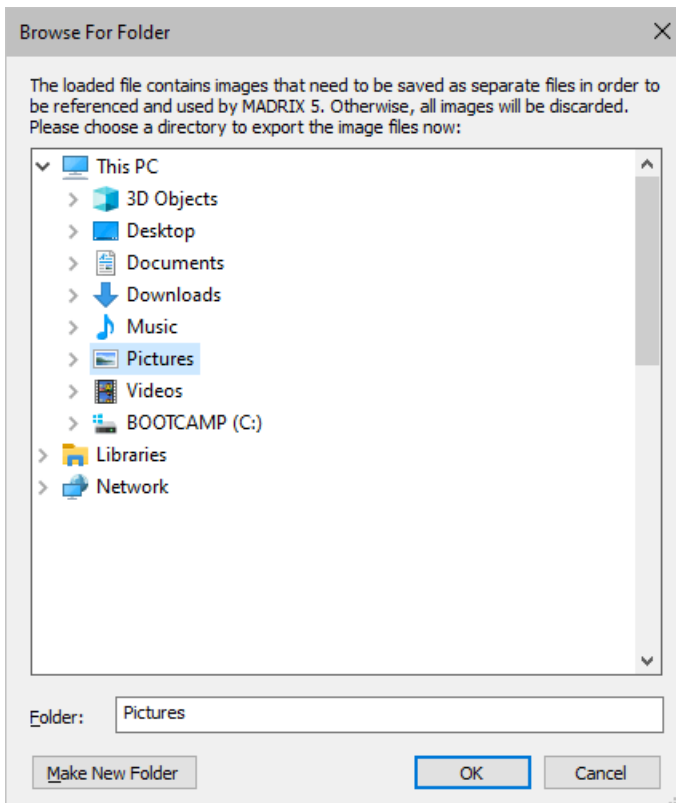 Browse For Folder
The loaded file contains images that need to be saved as separate files in order to
be referenced and used by MADRIX 5. Otherwise, all images will be discarded.
Please choose a directory to export the image files now:
This PC
3D Objects
Desktop
Documents
Downloads
Music
Pictures
Videos
BOOTCAMP (C:)
Libraries
Network
Folder: Pictures
Make New Folder OK Cancel